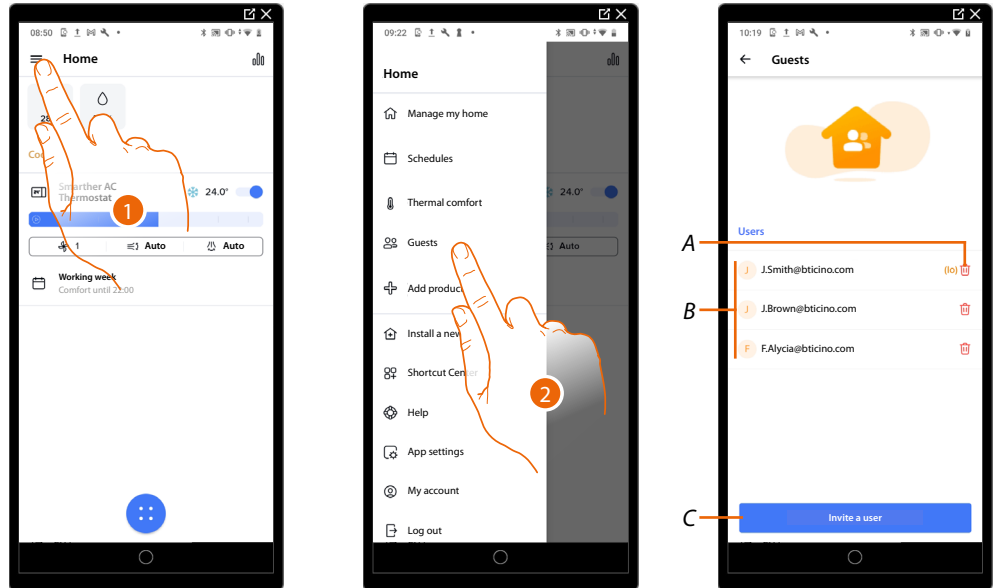 08:50
Home
28
Co
Smarther AC
Thermostat
24.0°
1
1
Auto
Auto
Working week
Comfort until 22:00
09:22
Home
Manage my home
Schedules
Thermal comfort
Guests
Add produc
Install a new
Shortcut Center
Help
App settings
My account
Log out
24.0°
Auto
2
10:19
Guests
Users
A
B
C
J
J.Smith@bticino.com
(Io)
J
J.Brown@bticino.com
F
F.Alycia@bticino.com
Invite a user